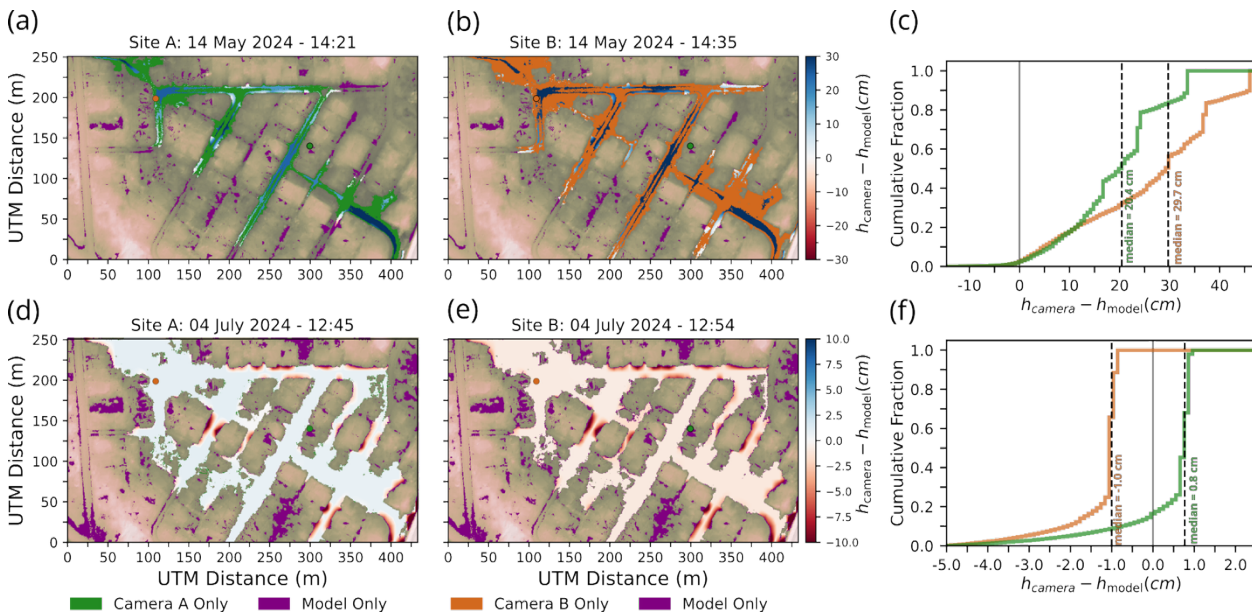 (a)
Site A: 14 May 2024 - 14:21
UTM Distance (m)
250
200
150
100
50
0
0 50 100 150 200 250 300 350 400
(b)
Site B: 14 May 2024 - 14:35
0 50 100 150 200 250 300 350 400
30
20
10
0
−10
−20
−30
h_camera − h_model(cm)
(c)
Cumulative Fraction
1.0
0.8
0.6
0.4
0.2
0.0
median = 20.4 cm
median = 29.7 cm
-10 0 10 20 30 40
h_camera − h_model(cm)
(d)
Site A: 04 July 2024 - 12:45
UTM Distance (m)
250
200
150
100
50
0
0 50 100 150 200 250 300 350 400
UTM Distance (m)
(e)
Site B: 04 July 2024 - 12:54
0 50 100 150 200 250 300 350 400
UTM Distance (m)
10.0
7.5
5.0
2.5
0.0
−2.5
−5.0
−7.5
−10.0
h_camera − h_model(cm)
(f)
Cumulative Fraction
1.0
0.8
0.6
0.4
0.2
0.0
median = -1.0 cm
median = 0.8 cm
-5.0 -4.0 -3.0 -2.0 -1.0 0.0 1.0 2.0
h_camera − h_model(cm)
Camera A Only Model Only Camera B Only Model Only